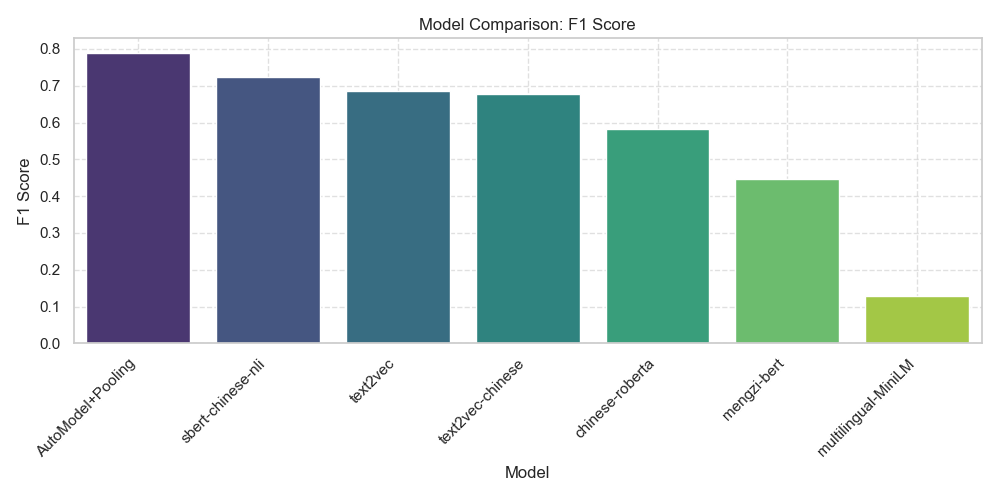 Model Comparison: F1 Score
F1 Score
0.8
0.7
0.6
0.5
0.4
0.3
0.2
0.1
0.0
AutoModel+Pooling
sbert-chinese-nli
text2vec
text2vec-chinese
chinese-roberta
mengzi-bert
multilingual-MiniLM
Model